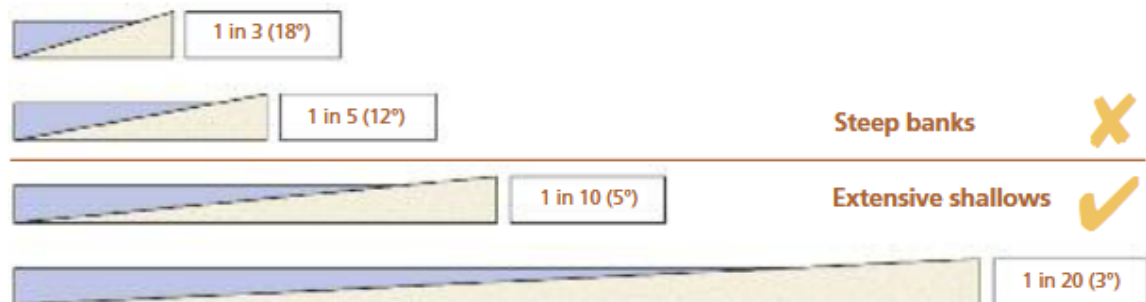 1 in 3 (18º)
1 in 5 (12º)
Steep banks
1 in 10 (5º)
Extensive shallows
1 in 20 (3º)